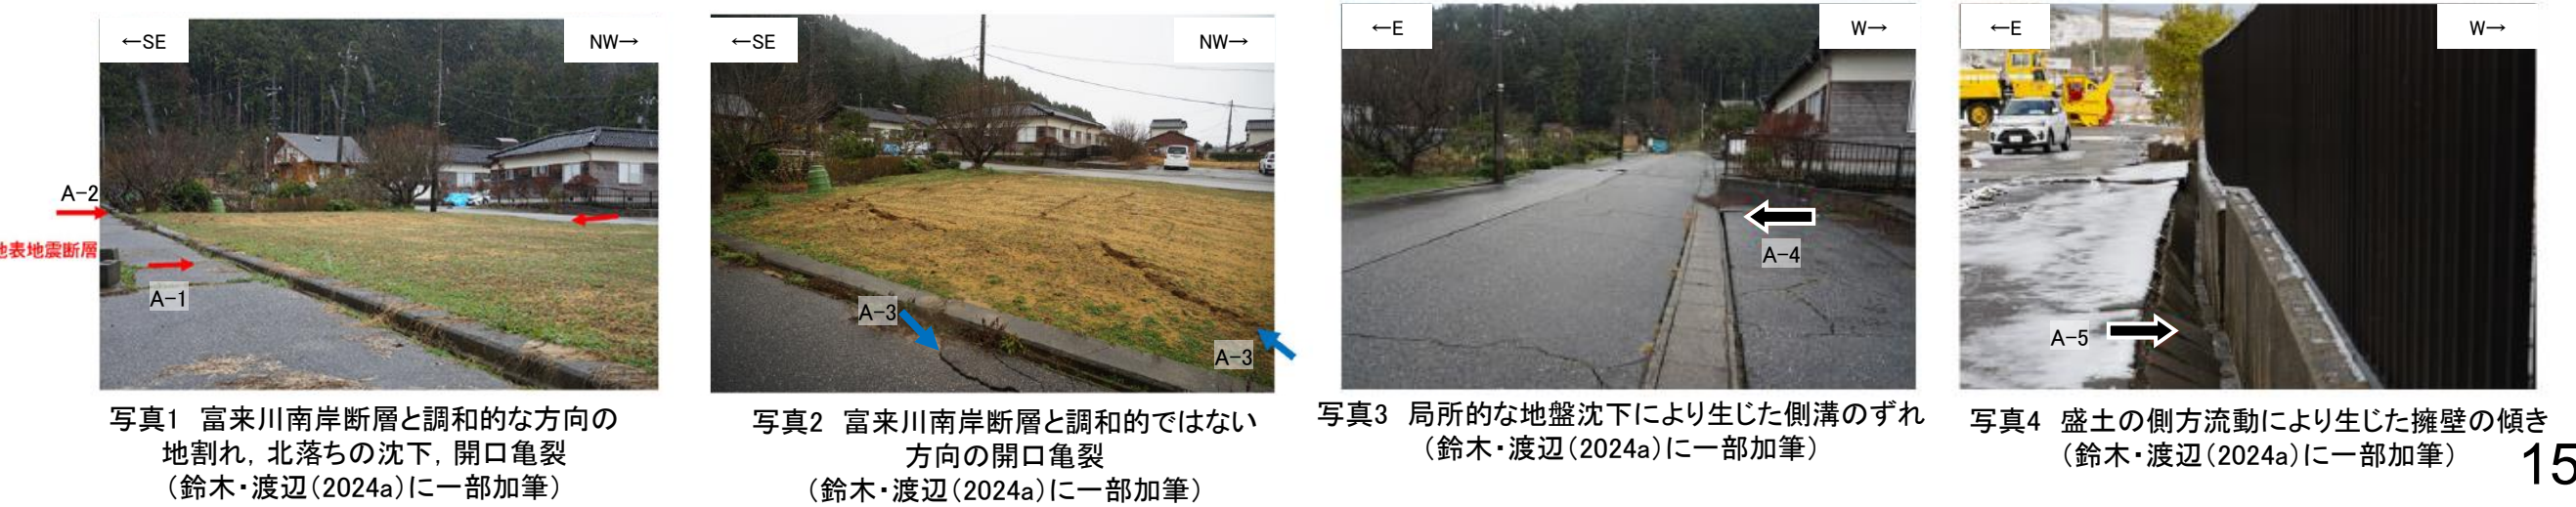 ←SE
NW→
A-2
地表地震断層
A-1
写真1 富来川南岸断層と調和的な方向の
地割れ，北落ちの沈下，開口亀裂
（鈴木・渡辺（2024a）に一部加筆）
←SE
NW→
A-3
A-3
写真2 富来川南岸断層と調和的ではない
方向の開口亀裂
（鈴木・渡辺（2024a）に一部加筆）
←E
W→
A-4
写真3 局所的な地盤沈下により生じた側溝のずれ
（鈴木・渡辺（2024a）に一部加筆）
←E
W→
A-5
写真4 盛土の側方流動により生じた擁壁の傾き
（鈴木・渡辺（2024a）に一部加筆）
15